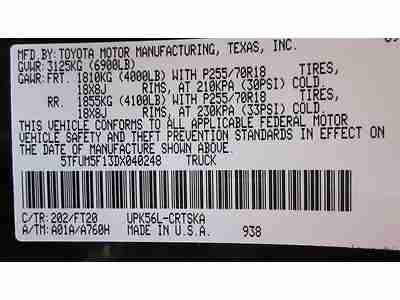 MFD. BY: TOYOTA MOTOR MANUFACTURING, TEXAS, INC.
GVWR: 3125KG (6900LB)
GAWR: FRT. 1810KG (4000LB) WITH P255/70R18 TIRES,
18X8J RIMS, AT 210KPA (30PSI) COLD.
RR. 1855KG (4100LB) WITH P255/70R18 TIRES,
18X8J RIMS, AT 230KPA (33PSI) COLD.
THIS VEHICLE CONFORMS TO ALL APPLICABLE FEDERAL MOTOR
VEHICLE SAFETY AND THEFT PREVENTION STANDARDS IN EFFECT ON
THE DATE OF MANUFACTURE SHOWN ABOVE.
5TFUM5F13DX040248 TRUCK
C/TR: 202/FT20 UPK56L-CRTSKA
A/TM: A01A/A760H MADE IN U.S.A. 938